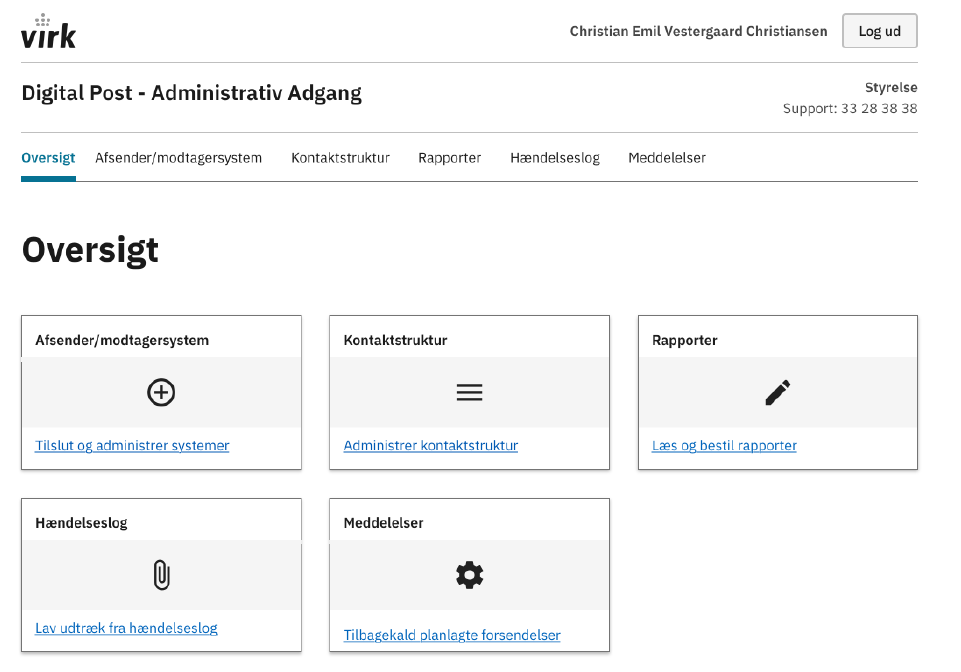 virk
Christian Emil Vestergaard Christiansen
Log ud
Digital Post - Administrativ Adgang
Styrelse
Support: 33 28 38 38
Oversigt Afsender/modtagersystem Kontaktstruktur Rapporter Hændelseslog Meddelelser
Oversigt
Afsender/modtagersystem
Tilslut og administrer systemer
Kontaktstruktur
Administrer kontaktstruktur
Rapporter
Læs og bestil rapporter
Hændelseslog
Lav udtræk fra hændelseslog
Meddelelser
Tilbagekald planlagte forsendelser